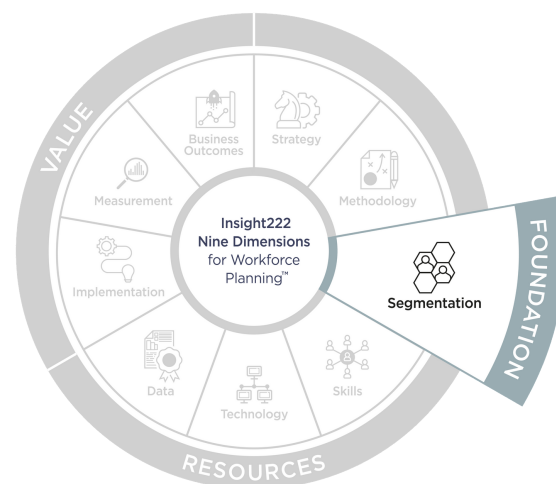 VALUE
Business
Outcomes
Strategy
Measurement
Methodology
Insight222
Nine Dimensions
for Workforce
Planning™
FOUNDATION
Segmentation
Implementation
Data
Technology
Skills
RESOURCES